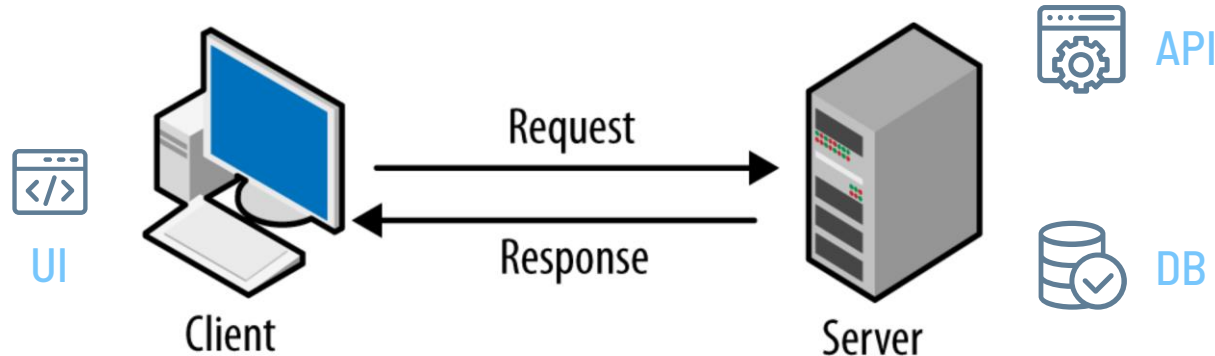 API
Request
UI
Response
DB
Client
Server